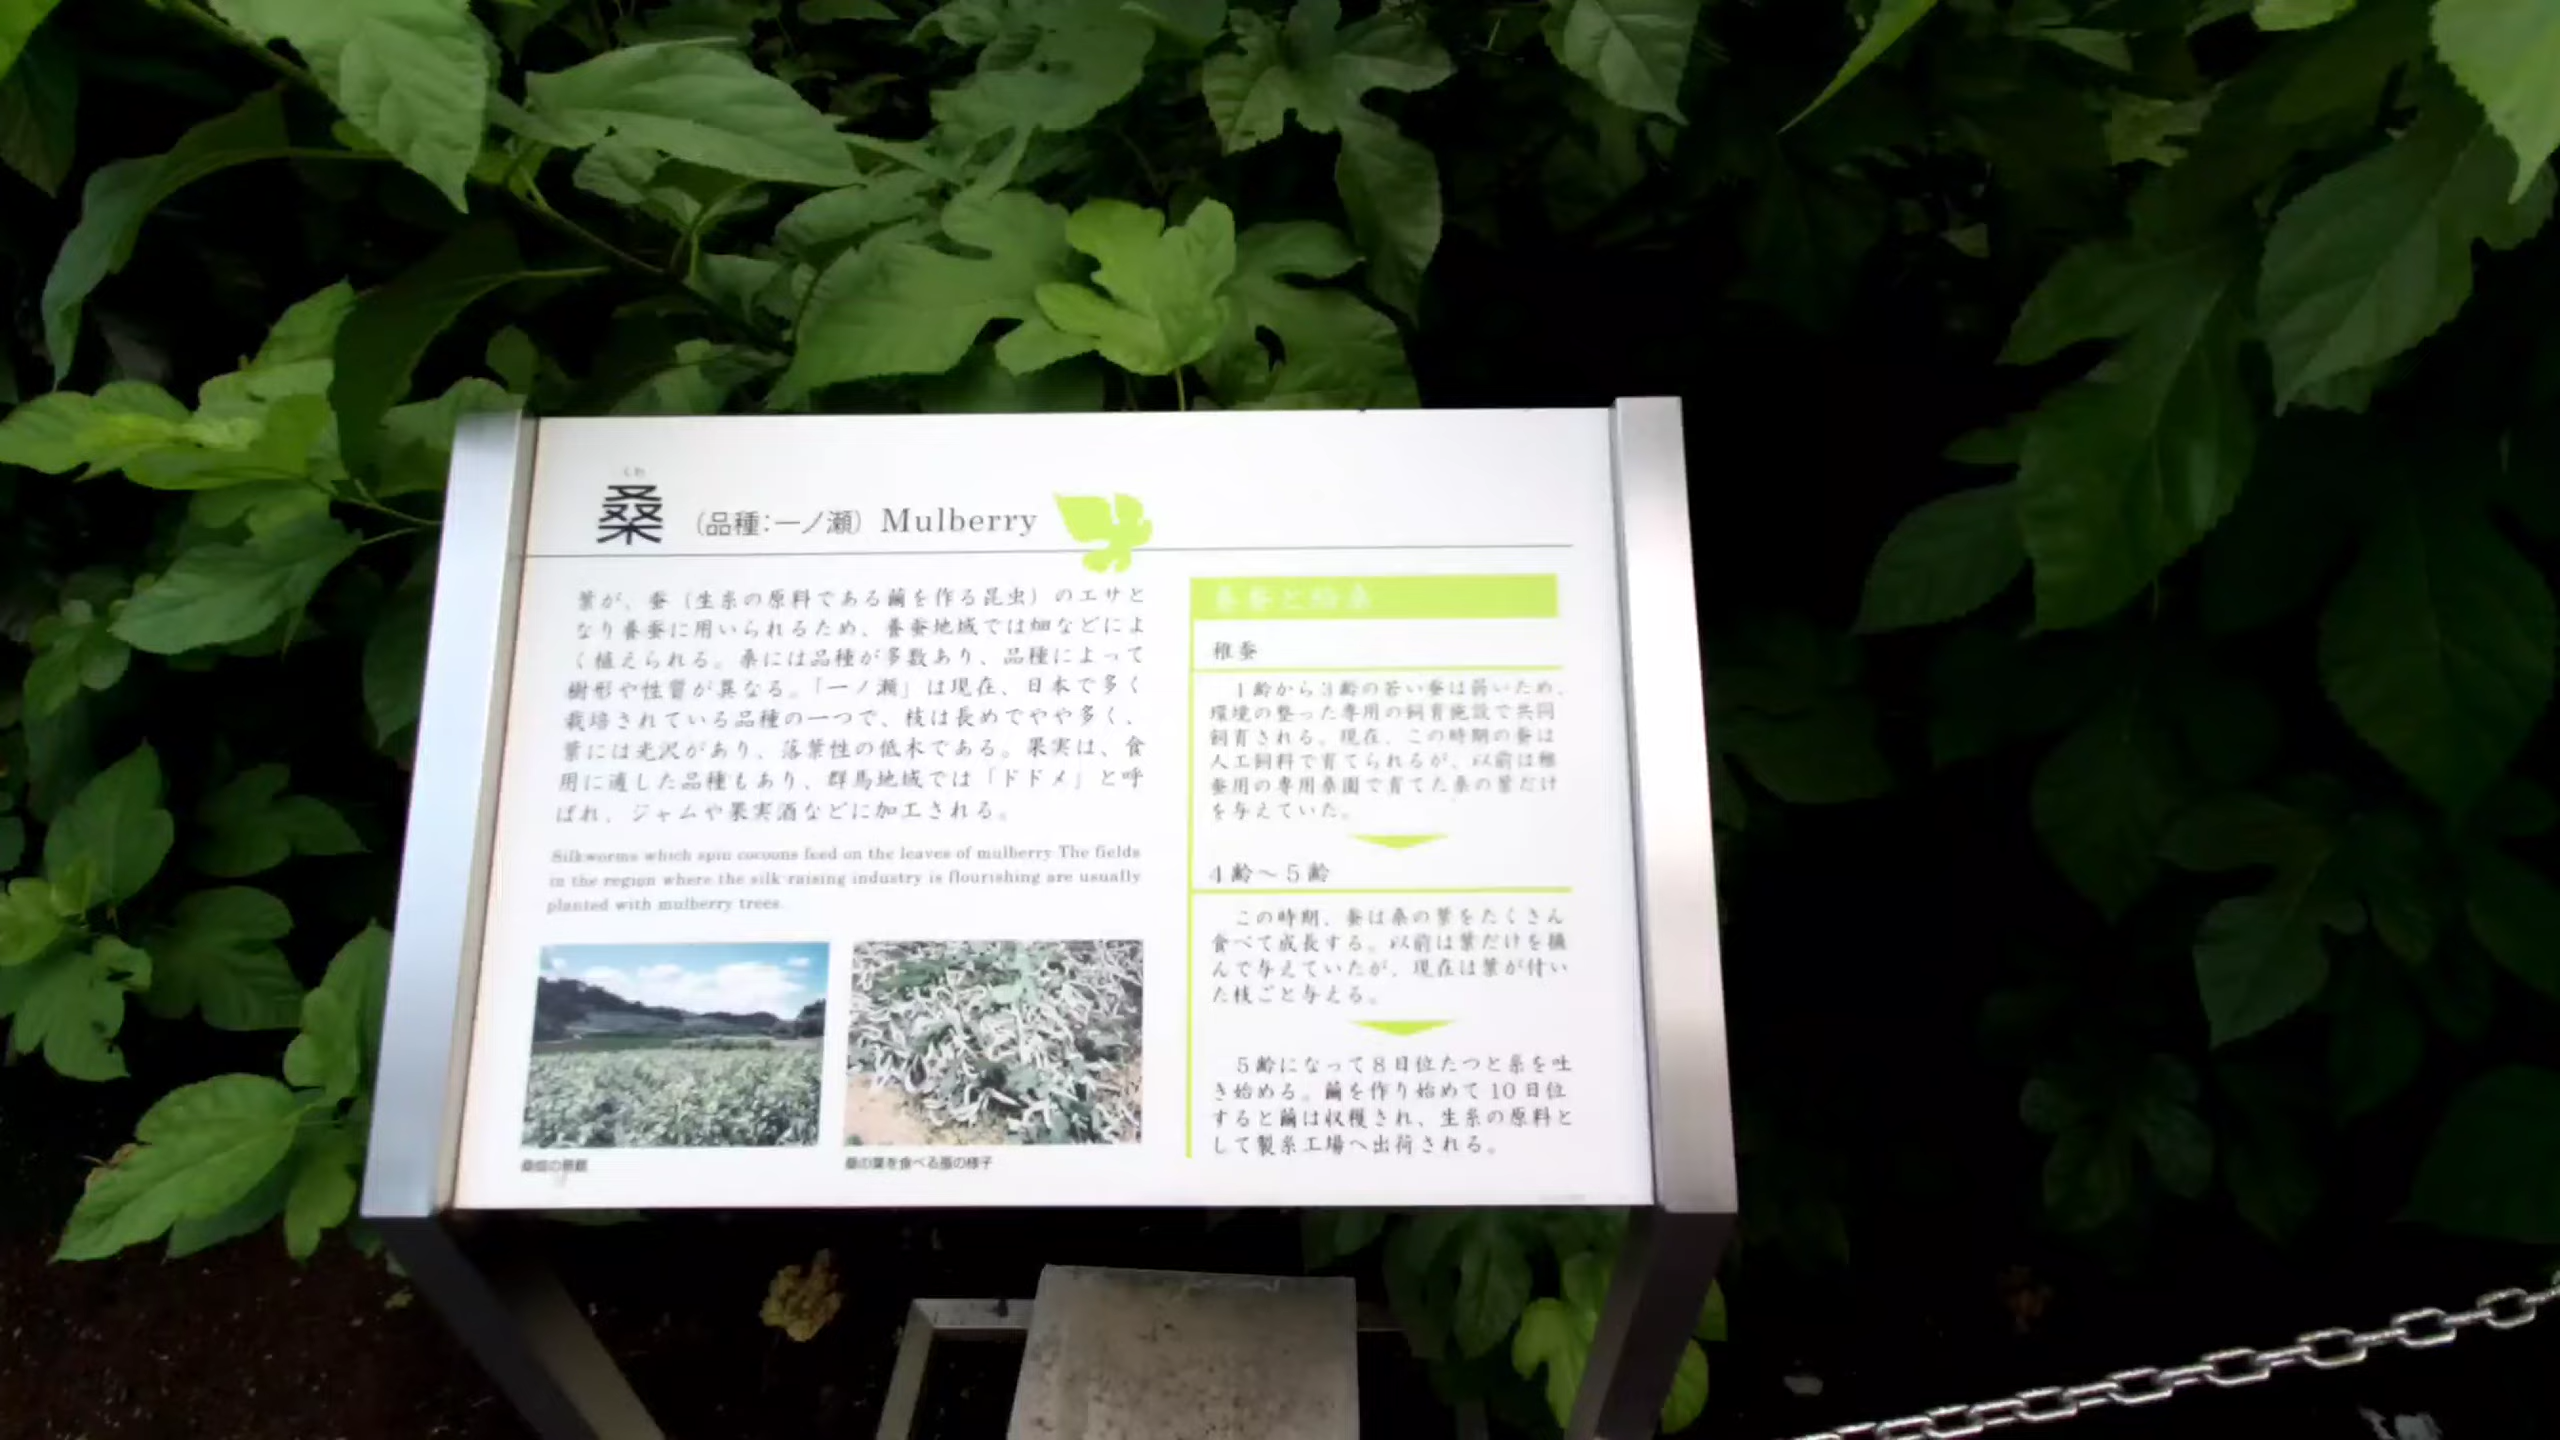 くわ
桑 （品種：一ノ瀬） Mulberry
葉が、蚕（生糸の原料である繭を作る昆虫）のエサと
なり養蚕に用いられるため、養蚕地域では畑などによ
く植えられる。桑には品種が多数あり、品種によって
樹形や性質が異なる。「一ノ瀬」は現在、日本で多く
栽培されている品種の一つで、枝は長めでやや多く、
葉には光沢があり、落葉性の低木である。果実は、食
用に適した品種もあり、群馬地域では「ドドメ」と呼
ばれ、ジャムや果実酒などに加工される。
Silkworms which spin cocoons feed on the leaves of mulberry.The fields
in the region where the silk raising industry is flourishing are usually
planted with mulberry trees.
桑畑の景観
桑の葉を食べる蚕の様子
養蚕と給桑
稚蚕
1齢から3齢の若い蚕は弱いため、
環境の整った専用の飼育施設で共同
飼育される。現在、この時期の蚕は
人工飼料で育てられるが、以前は稚
蚕用の専用桑園で育てた桑の葉だけ
を与えていた。
4齢～5齢
この時期、蚕は桑の葉をたくさん
食べて成長する。以前は葉だけを摘
んで与えていたが、現在は葉が付い
た枝ごと与える。
5齢になって8日位たつと糸を吐
き始める。繭を作り始めて10日位
すると繭は収穫され、生糸の原料と
して製糸工場へ出荷される。